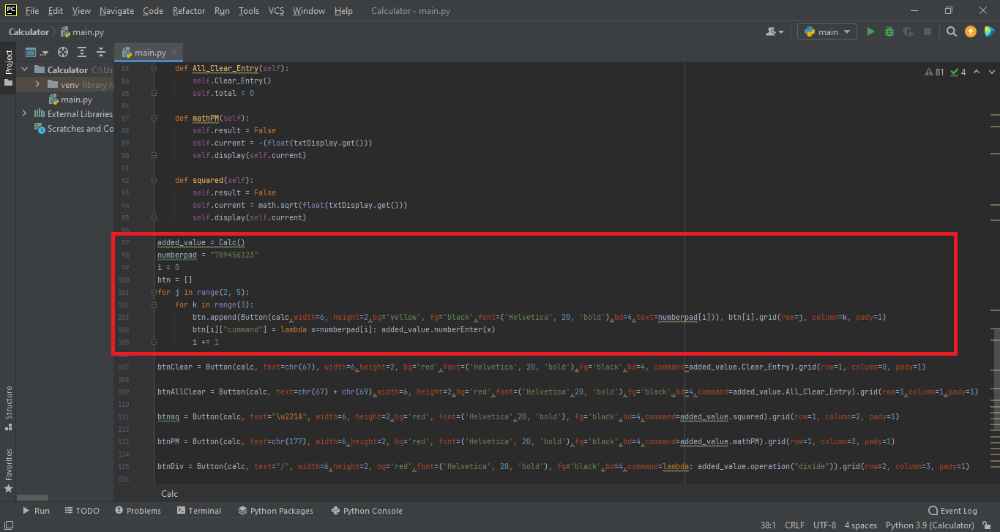 PC File Edit View Navigate Code Refactor Run Tools VCS Window Help Calculator - main.py
Calculator main.py main
Project main.py
83 def All_Clear_Entry(self): 81 4
Calculator C:\Us
84 self.Clear_Entry()
venv library r
85 self.total = 0
main.py
86
External Libraries
87 def mathPM(self):
Scratches and Co
88 self.result = False
89 self.current = -(float(txtDisplay.get()))
90 self.display(self.current)
91
92 def squared(self):
93 self.result = False
94 self.current = math.sqrt(float(txtDisplay.get()))
95 self.display(self.current)
96
97 added_value = Calc()
98 numberpad = "789456123"
99 i = 0
100 btn = []
101 for j in range(2, 5):
102 for k in range(3):
103 btn.append(Button(calc,width=6, height=2,bg='yellow', fg='black',font=('Helvetica', 20, 'bold'),bd=4,text=numberpad[i])), btn[i].grid(row=j, column=k, pady=1)
104 btn[i]["command"] = lambda x=numberpad[i]: added_value.numberEnter(x)
105 i += 1
107 btnClear = Button(calc, text=chr(67), width=6,height=2, bg='red',font=('Helvetica', 20, 'bold'),fg='black',bd=4, command=added_value.Clear_Entry).grid(row=1, column=0, pady=1)
108
109 btnAllClear = Button(calc, text=chr(67) + chr(69),width=6, height=2,bg='red',font=('Helvetica',20, 'bold'),fg='black',bd=4,command=added_value.All_Clear_Entry).grid(row=1,column=1,pady=1)
110
111 btnsq = Button(calc, text="\u221A", width=6, height=2,bg='red', font=('Helvetica',20, 'bold'), fg='black',bd=4,command=added_value.squared).grid(row=1, column=2, pady=1)
112
113 btnPM = Button(calc, text=chr(177), width=6,height=2, bg='red', font=('Helvetica', 20, 'bold'),fg='black',bd=4,command=added_value.mathPM).grid(row=1, column=3, pady=1)
114
115 btnDiv = Button(calc, text="/", width=6,height=2, bg='red',font=('Helvetica', 20, 'bold'), fg='black',bd=4,command=lambda: added_value.operation("divide")).grid(row=2, column=3, pady=1)
116
Structure
Favorites
Calc
Run TODO Problems Terminal Python Packages Python Console Event Log
38:1 CRLF UTF-8 4 spaces Python 3.9 (Calculator)